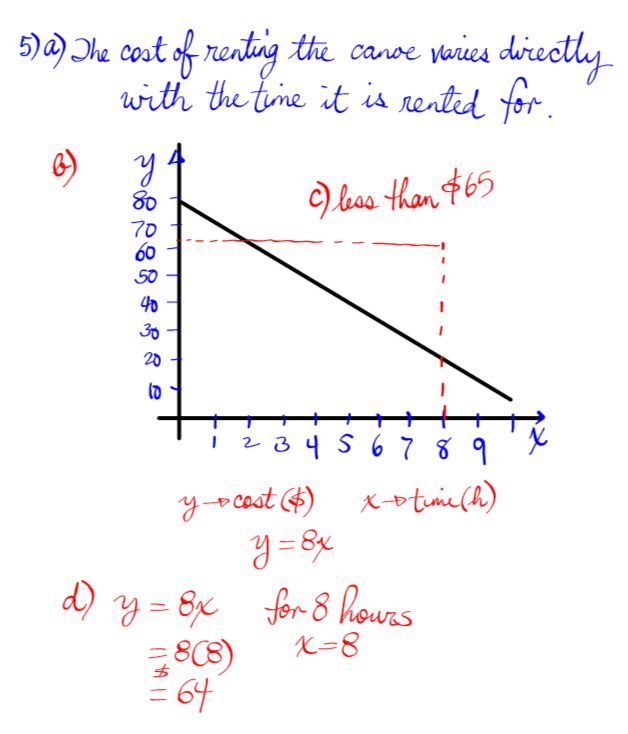 5) a) The cost of renting the canoe varies directly
with the time it is rented for.
b)
y
c) less than $65
80
70
60
50
40
30
20
10
1 2 3 4 5 6 7 8 9 x
y → cost ($) x → time (h)
y = 8x
d) y = 8x for 8 hours
= 8(8) x = 8
$
= 64